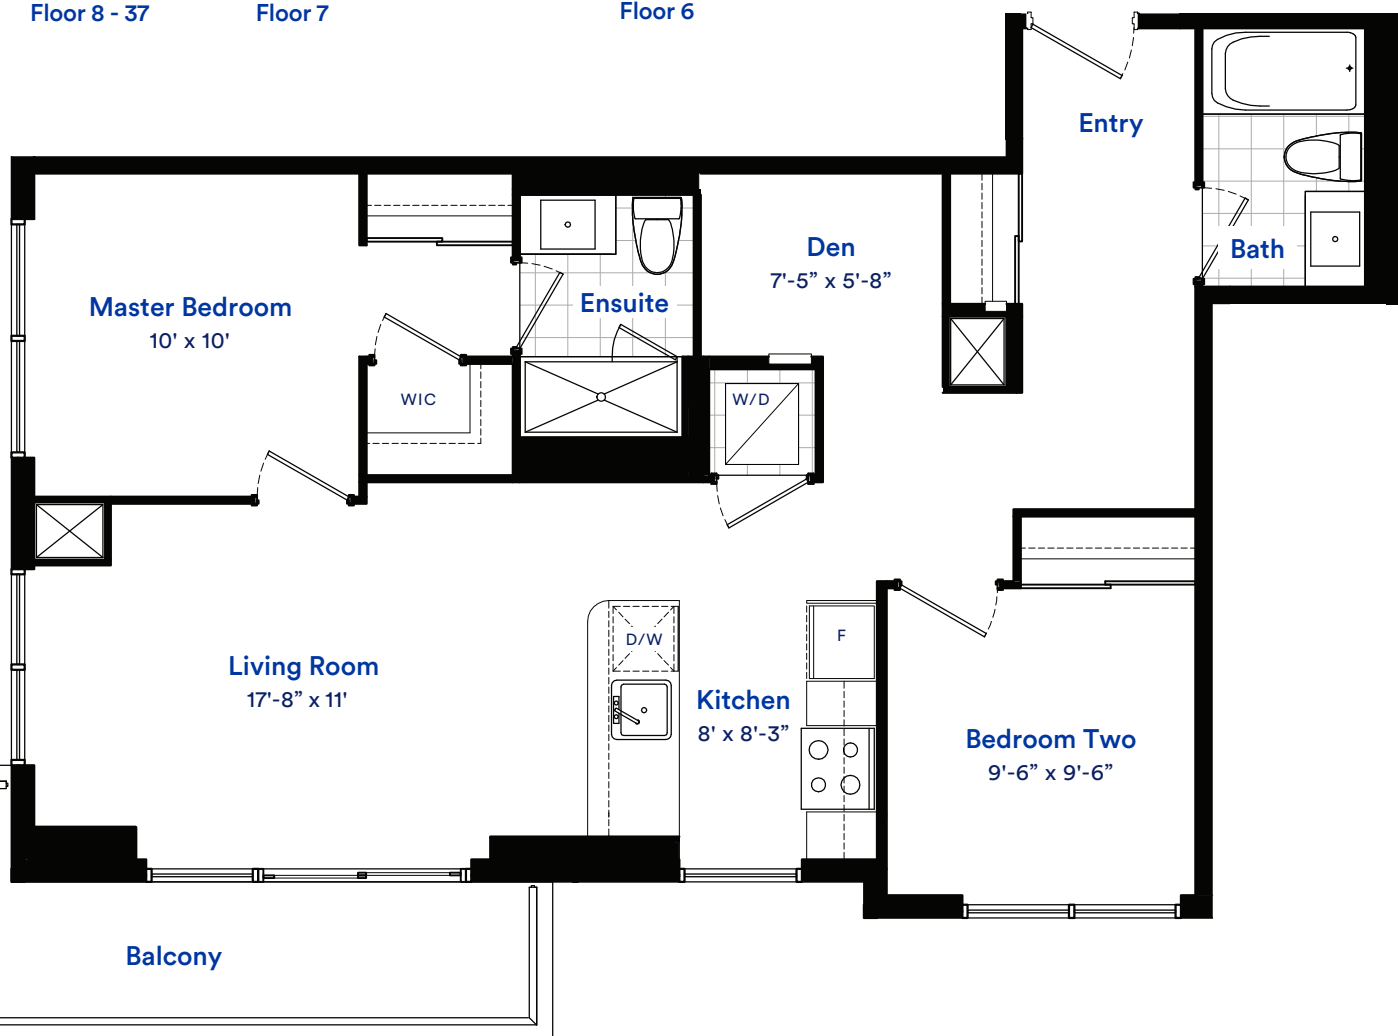 Floor 8 - 37
Floor 7
Floor 6
Entry
Bath
Den
7'-5” x 5'-8”
Master Bedroom
10' x 10'
Ensuite
WIC
W/D
D/W
F
Living Room
17'-8” x 11'
Kitchen
8' x 8'-3”
Bedroom Two
9'-6” x 9'-6”
Balcony